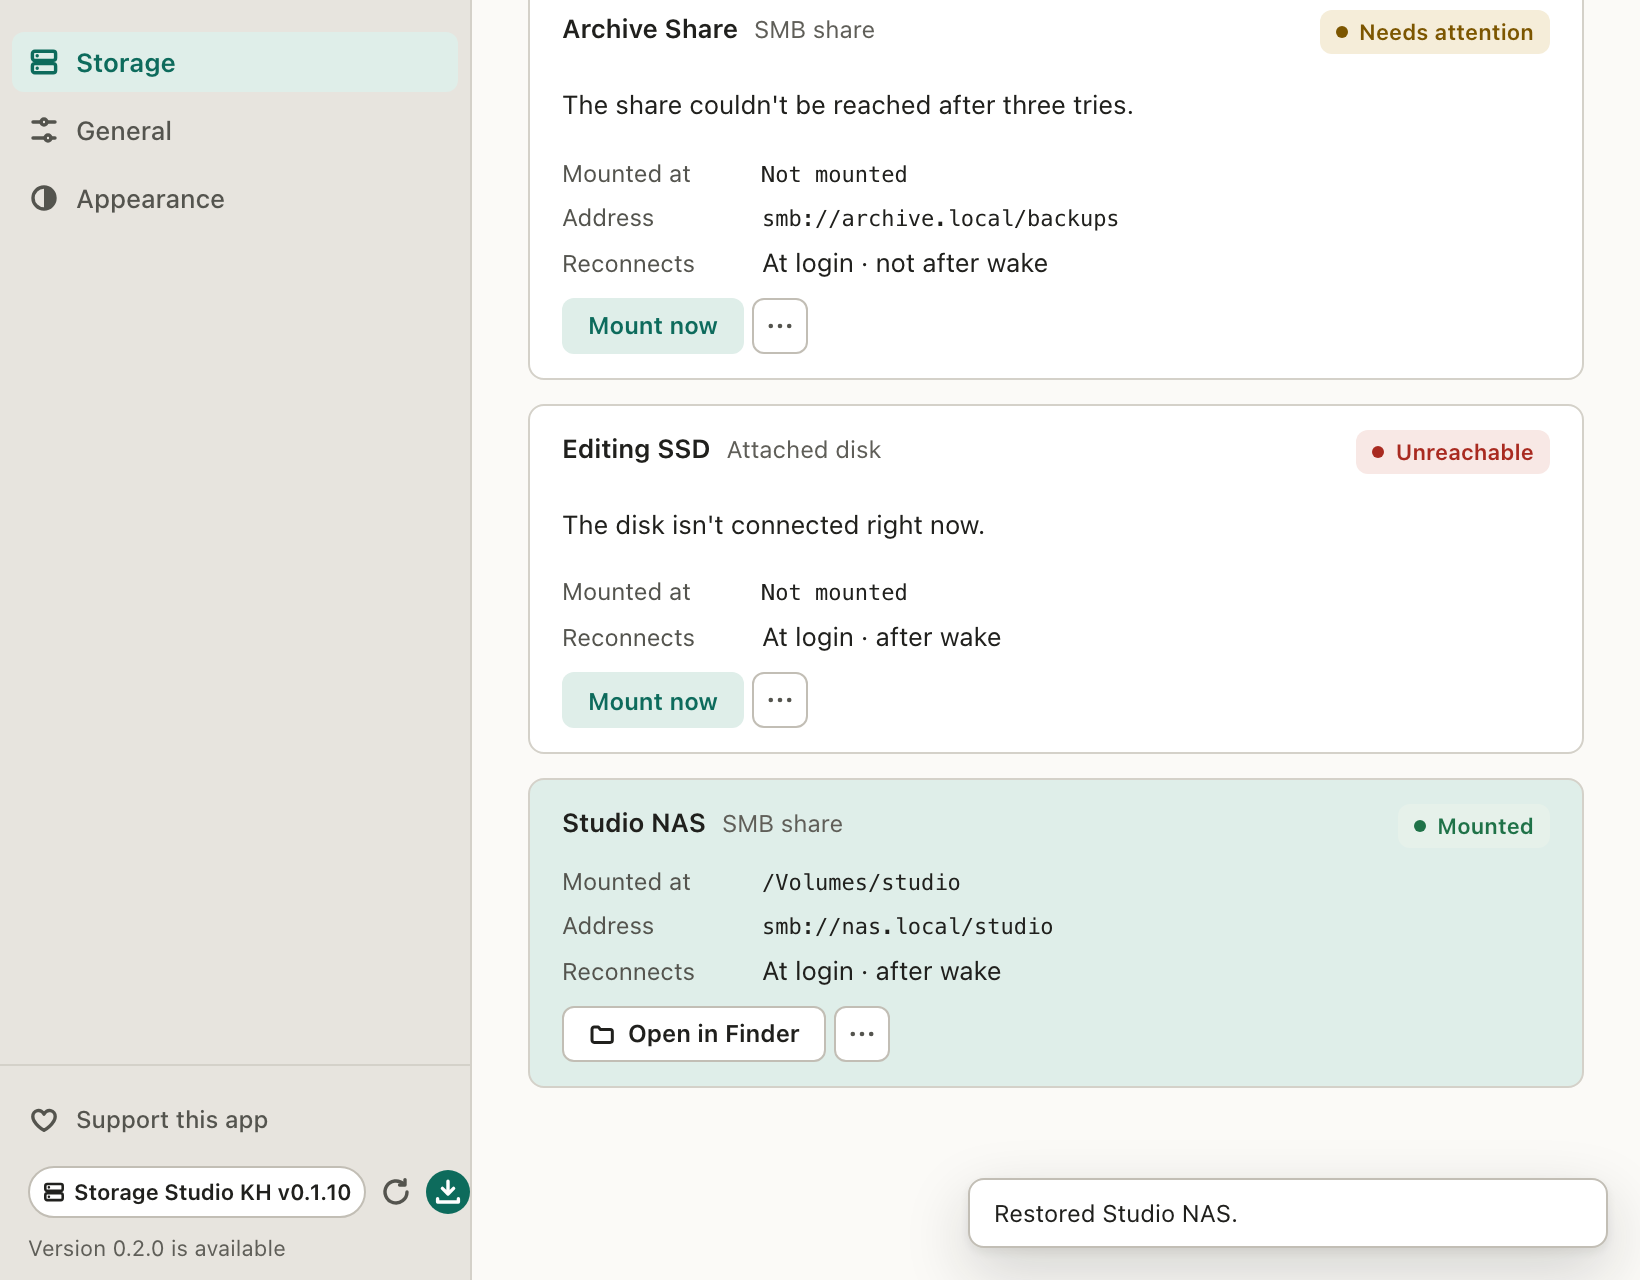 Storage
General
Appearance
Support this app
Storage Studio KH v0.1.10
Version 0.2.0 is available
Archive Share SMB share
Needs attention
The share couldn't be reached after three tries.
Mounted at Not mounted
Address smb://archive.local/backups
Reconnects At login · not after wake
Mount now
Editing SSD Attached disk
Unreachable
The disk isn't connected right now.
Mounted at Not mounted
Reconnects At login · after wake
Mount now
Studio NAS SMB share
Mounted
Mounted at /Volumes/studio
Address smb://nas.local/studio
Reconnects At login · after wake
Open in Finder
Restored Studio NAS.